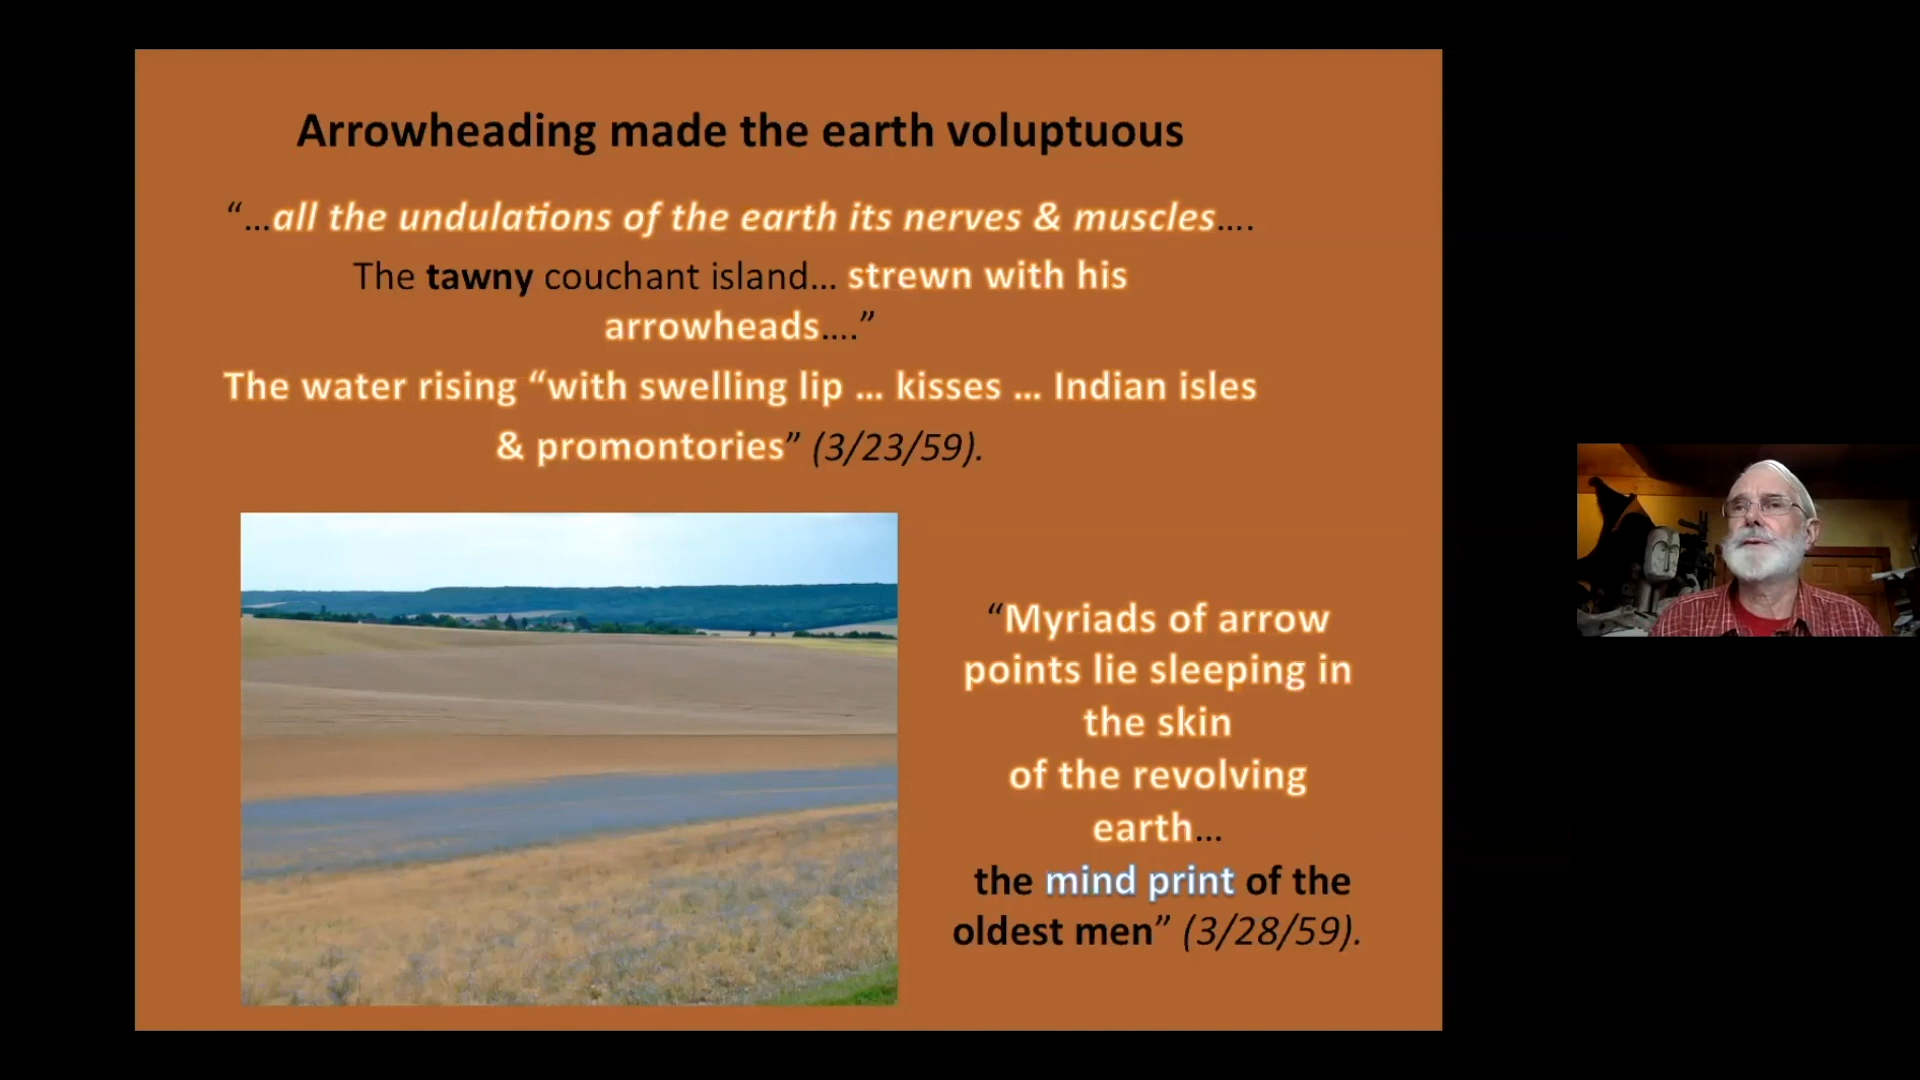 Arrowheading made the earth voluptuous
“…all the undulations of the earth its nerves & muscles….
The tawny couchant island… strewn with his
arrowheads….”
The water rising “with swelling lip … kisses … Indian isles
& promontories” (3/23/59).
“Myriads of arrow
points lie sleeping in
the skin
of the revolving
earth…
the mind print of the
oldest men” (3/28/59).